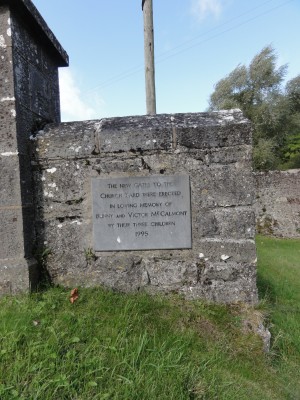 THE NEW GATES TO THE
CHURCH YARD WERE ERECTED
IN LOVING MEMORY OF
BUNNY AND VICTOR McCALMONT
BY THEIR THREE CHILDREN
1995